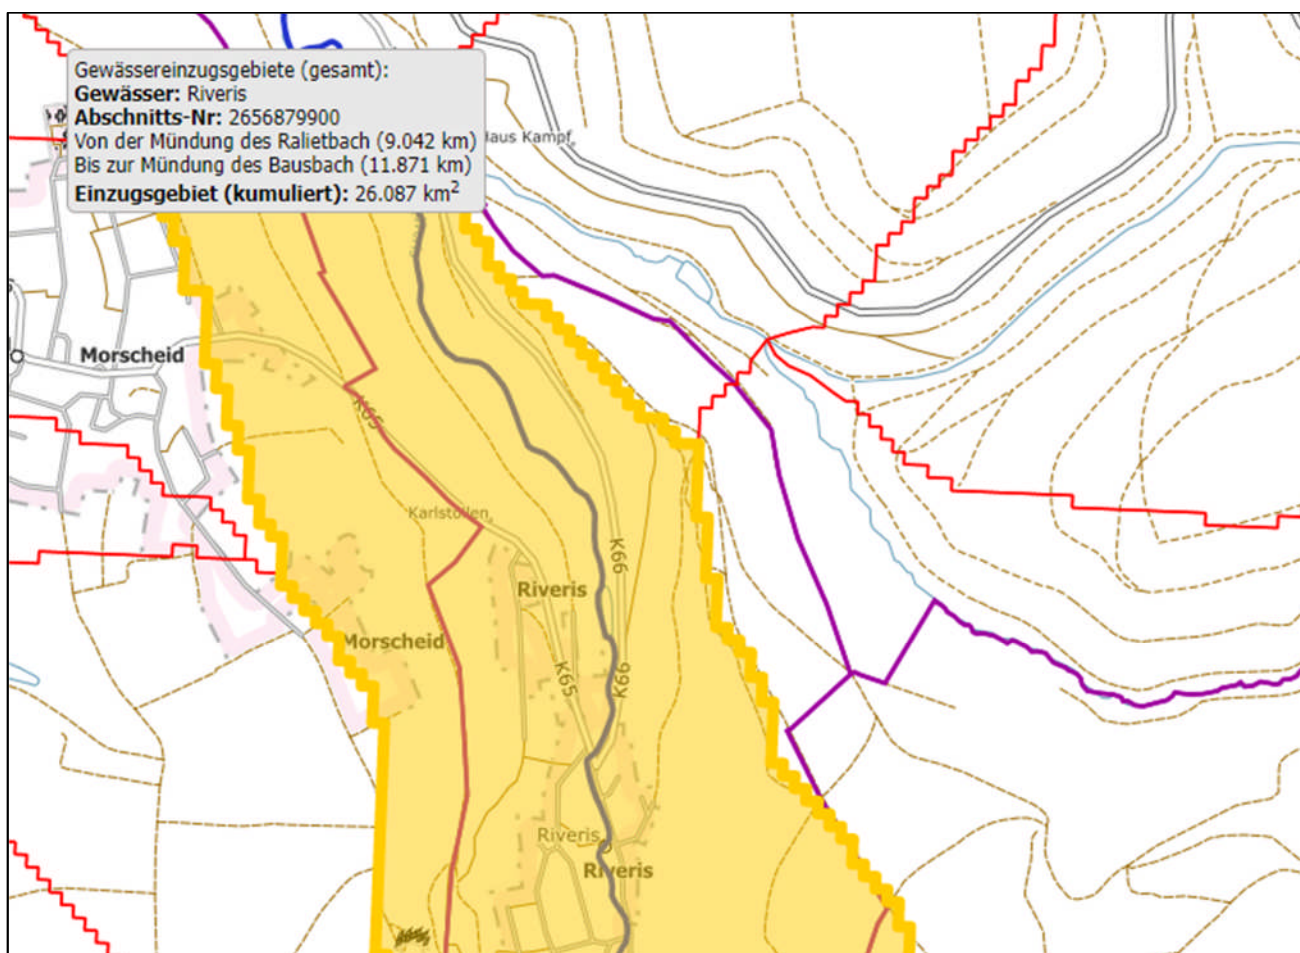 Gewässereinzugsgebiete (gesamt):
Gewässer: Riveris
Abschnitts-Nr: 2656879900
Von der Mündung des Ralietbach (9.042 km)
Bis zur Mündung des Bausbach (11.871 km)
Einzugsgebiet (kumuliert): 26.087 km²
Haus Kampf
Morscheid
K65
Karlstollen
K66
Riveris
Morscheid
K65
K66
Riveris
Riveris